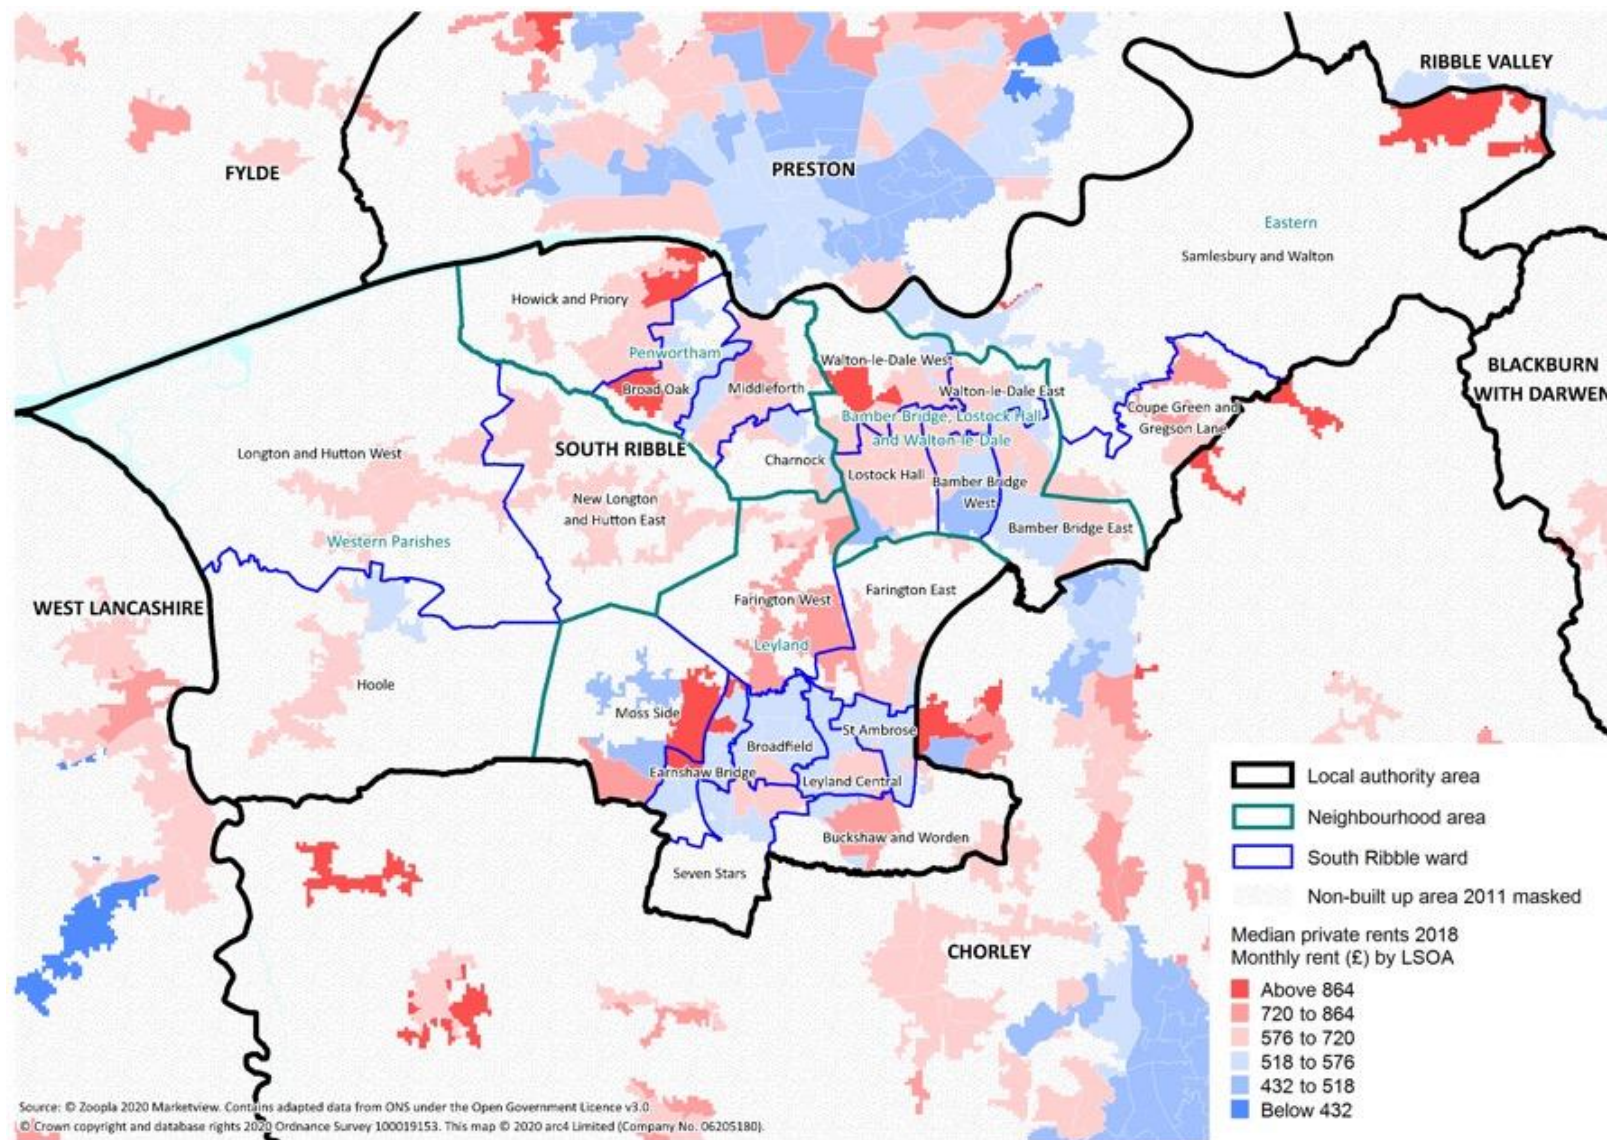 RIBBLE VALLEY
PRESTON
FYLDE
Eastern
Samlesbury and Walton
Howick and Priory
Penwortham
Walton-le-Dale West
BLACKBURN
WITH DARWEN
Broad Oak
Middleforth
Walton-le-Dale East
Coupe Green and
Gregson Lane
Bamber Bridge, Lostock Hall
and Walton-le-Dale
SOUTH RIBBLE
Longton and Hutton West
Charnock
Lostock Hall
Bamber Bridge
West
New Longton
and Hutton East
Bamber Bridge East
Western Parishes
Farington East
Farington West
WEST LANCASHIRE
Leyland
Hoole
Moss Side
St Ambrose
Broadfield
Earnshaw Bridge
Leyland Central
Buckshaw and Worden
Seven Stars
CHORLEY
Local authority area
Neighbourhood area
South Ribble ward
Non-built up area 2011 masked
Median private rents 2018
Monthly rent (£) by LSOA
Above 864
720 to 864
576 to 720
518 to 576
432 to 518
Below 432
Source: © Zoopla 2020 Marketview. Contains adapted data from ONS under the Open Government Licence v3.0
© Crown copyright and database rights 2020 Ordnance Survey 100019153. This map © 2020 arc4 Limited (Company No. 06205180).